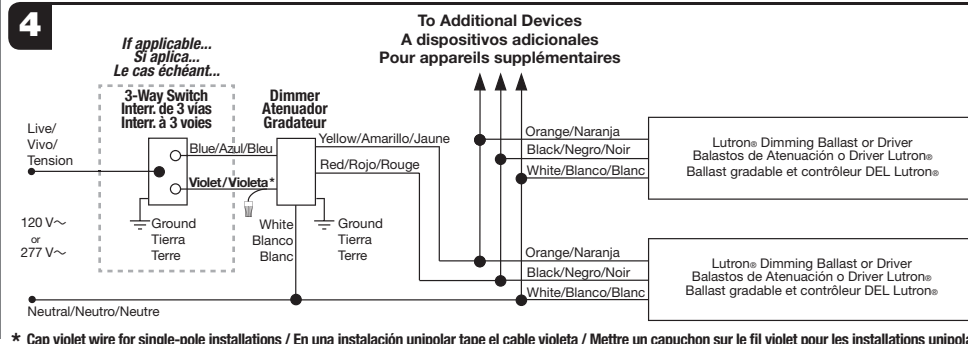 4
To Additional Devices
A dispositivos adicionales
Pour appareils supplémentaires
If applicable...
Si aplica...
Le cas échéant...
3-Way Switch
Interr. de 3 vías
Interr. à 3 voies
Dimmer
Atenuador
Gradateur
Live/
Vivo/
Tension
Blue/Azul/Bleu
Violet/Violeta*
Yellow/Amarillo/Jaune
Red/Rojo/Rouge
Orange/Naranja
Black/Negro/Noir
White/Blanco/Blanc
Lutron® Dimming Ballast or Driver
Balastos de Atenuación o Driver Lutron®
Ballast gradable et contrôleur DEL Lutron®
120 V~
or
277 V~
Ground
Tierra
Terre
White
Blanco
Blanc
Ground
Tierra
Terre
Orange/Naranja
Black/Negro/Noir
White/Blanco/Blanc
Lutron® Dimming Ballast or Driver
Balastos de Atenuación o Driver Lutron®
Ballast gradable et contrôleur DEL Lutron®
Neutral/Neutro/Neutre
* Cap violet wire for single-pole installations / En una instalación unipolar tape el cable violeta / Mettre un capuchon sur le fil violet pour les installations